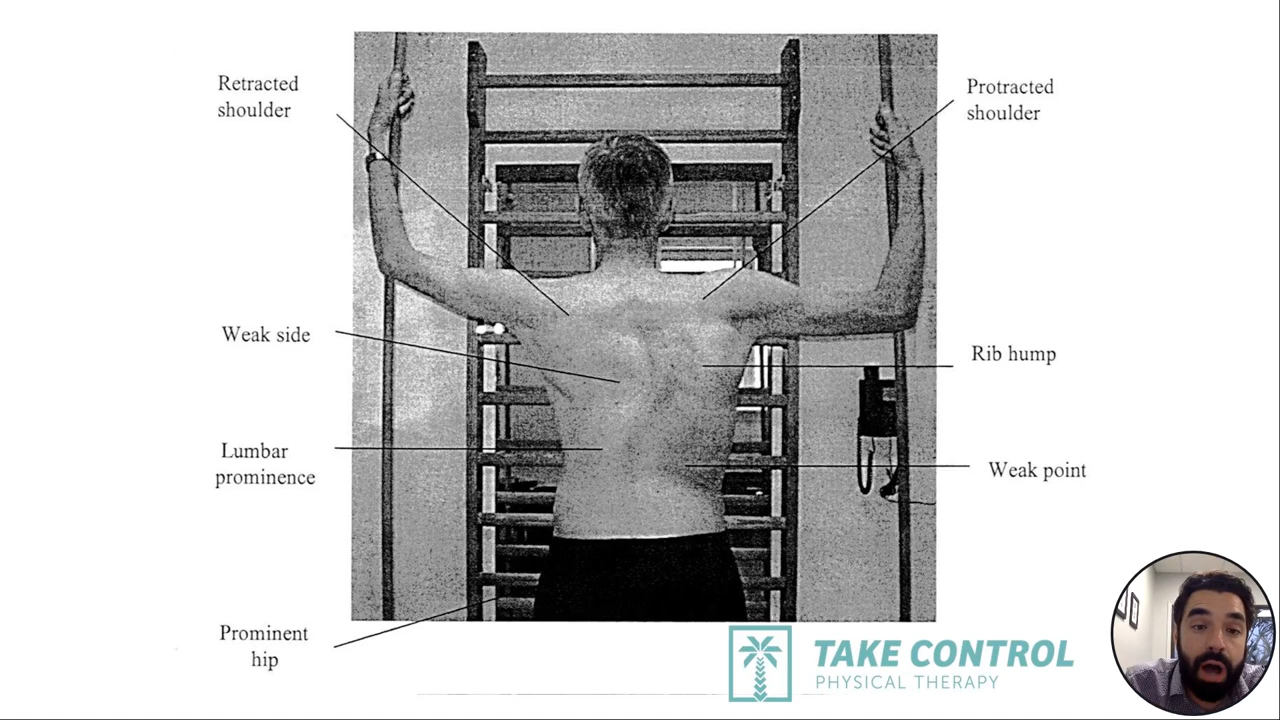 Retracted
shoulder
Protracted
shoulder
Weak side
Rib hump
Lumbar
prominence
Weak point
Prominent
hip
TAKE CONTROL
PHYSICAL THERAPY